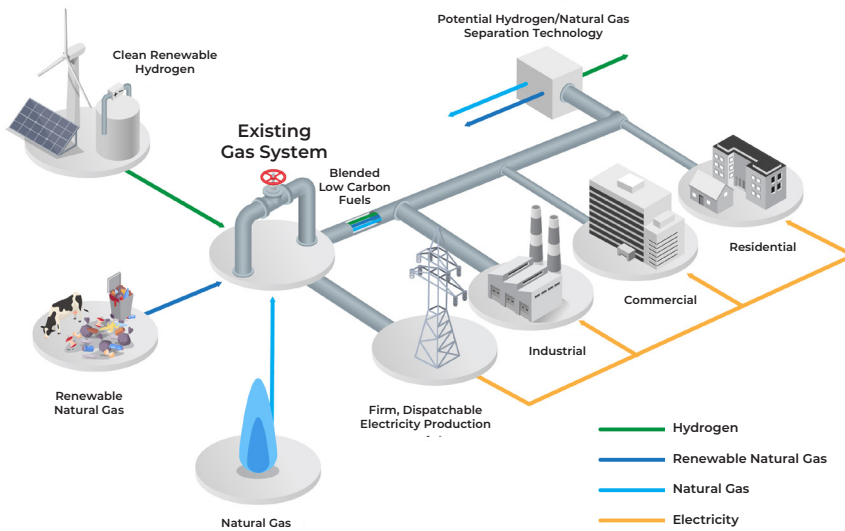 Potential Hydrogen/Natural Gas
Separation Technology
Clean Renewable
Hydrogen
Existing
Gas System
Blended
Low Carbon
Fuels
Residential
Commercial
Industrial
Renewable
Natural Gas
Firm, Dispatchable
Electricity Production
Natural Gas
Hydrogen
Renewable Natural Gas
Natural Gas
Electricity